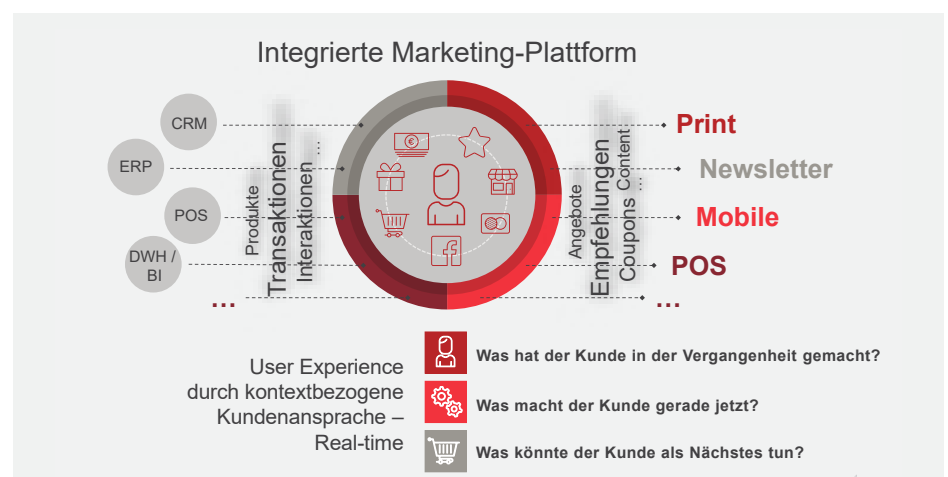 Integrierte Marketing-Plattform
CRM
ERP
POS
DWH /
BI
...
Produkte
Transaktionen
Interaktionen ...
€
Angebote
Empfehlungen
Coupons ...
Content
Print
Newsletter
Mobile
POS
...
User Experience
durch kontextbezogene
Kundenansprache –
Real-time
Was hat der Kunde in der Vergangenheit gemacht?
Was macht der Kunde gerade jetzt?
Was könnte der Kunde als Nächstes tun?